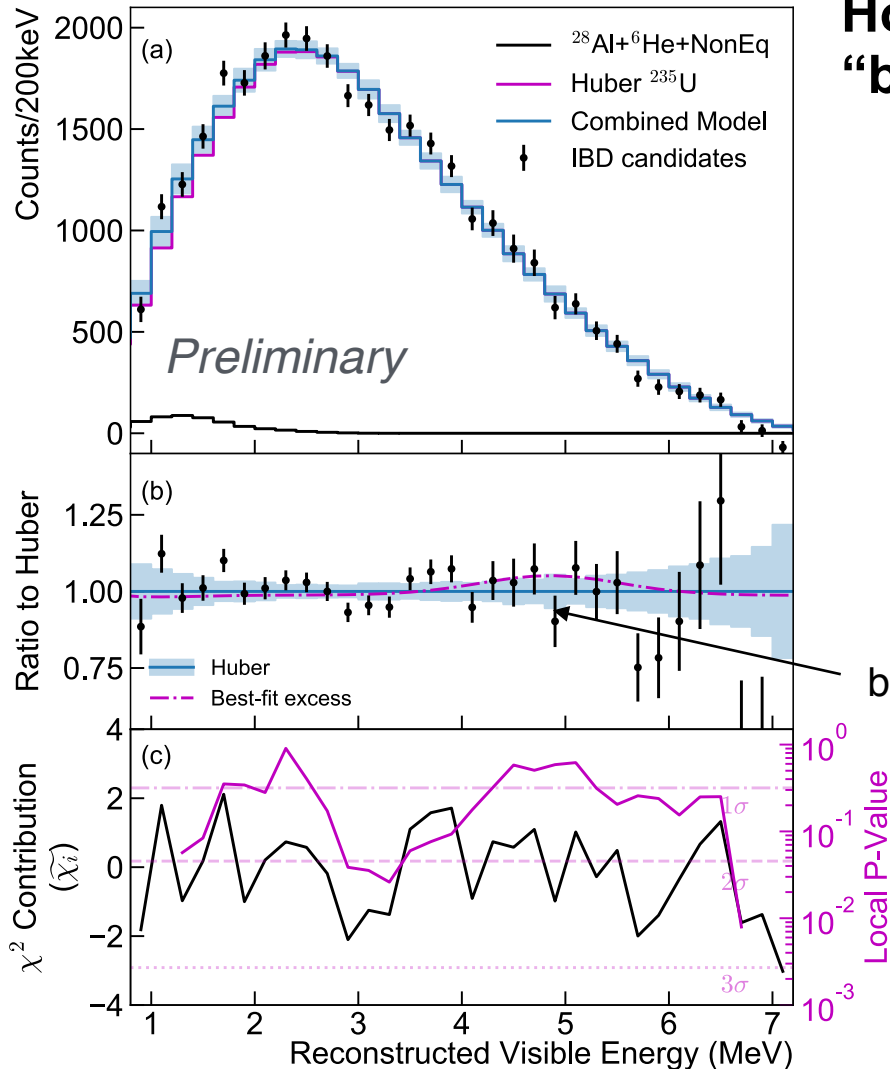 Ho
“b
(a)
²⁸Al+⁶He+NonEq
Huber ²³⁵U
Combined Model
IBD candidates
Counts/200keV
2000
1500
1000
500
0
Preliminary
(b)
Ratio to Huber
1.25
1.00
0.75
Huber
Best-fit excess
b
(c)
χ² Contribution
(χ̃ᵢ)
4
2
0
−2
−4
1σ
2σ
3σ
10⁰
10⁻¹
10⁻²
10⁻³
Local P-Value
1 2 3 4 5 6 7
Reconstructed Visible Energy (MeV)